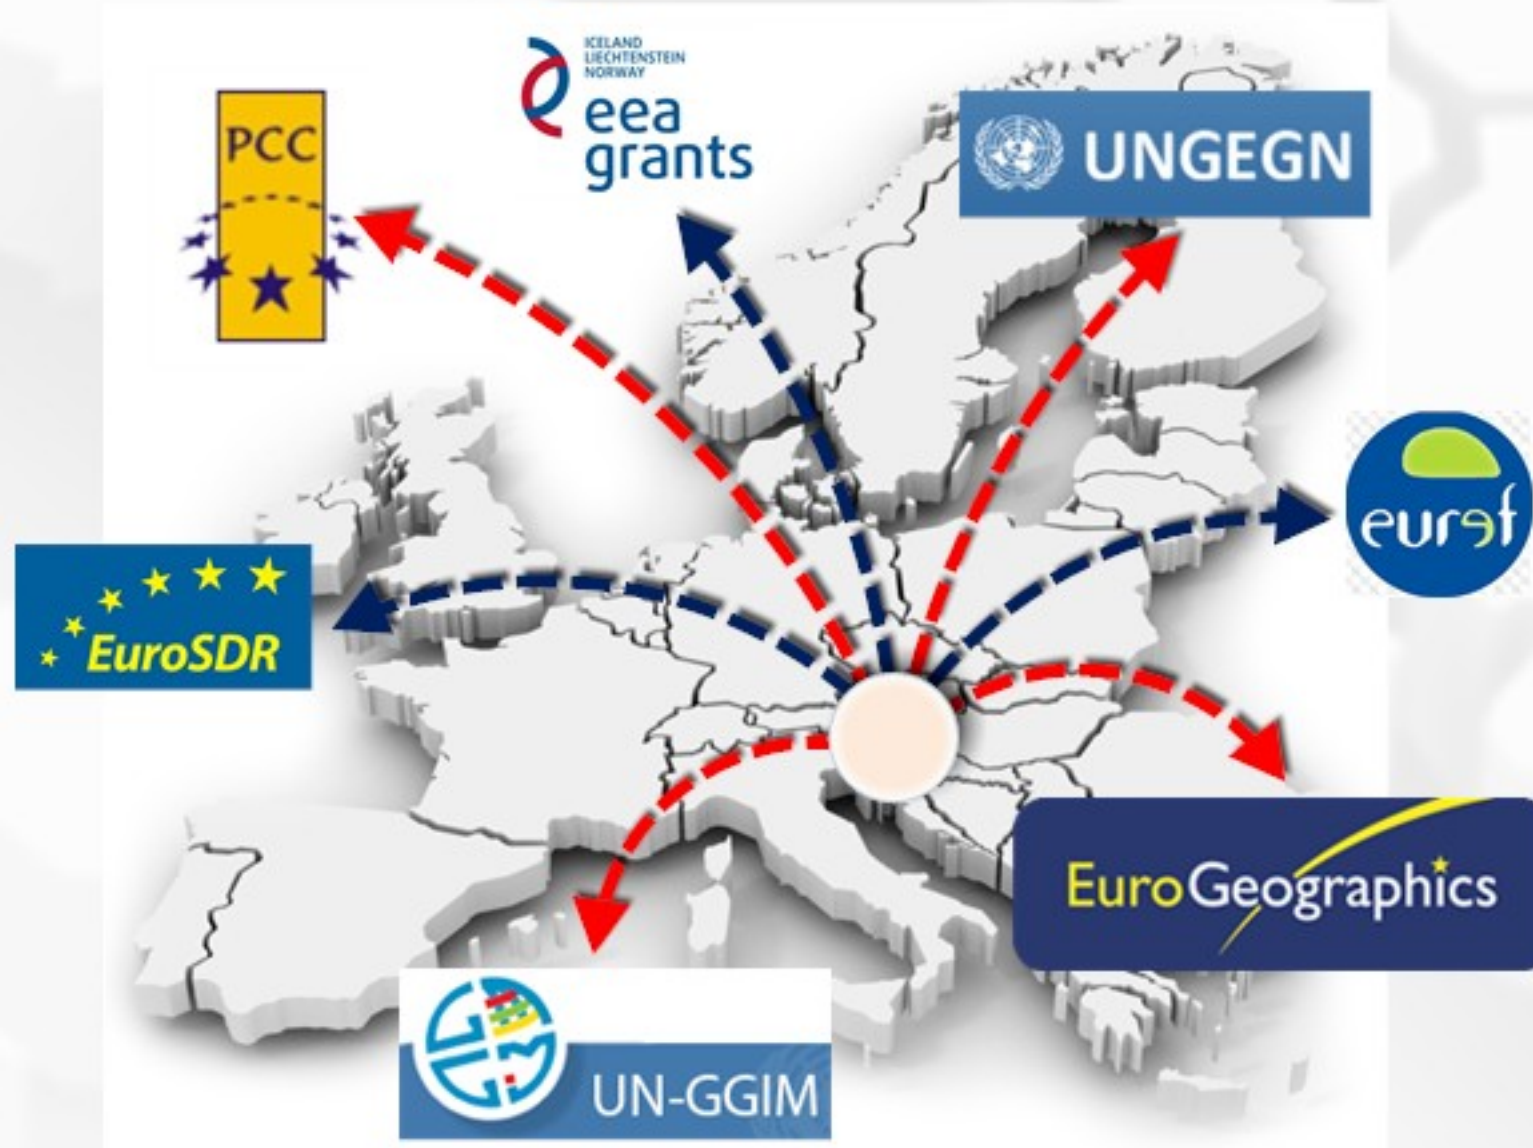 ICELAND
LIECHTENSTEIN
NORWAY
eea
grants
PCC
UNGEGN
euref
EuroSDR
EuroGeographics
UN-GGIM